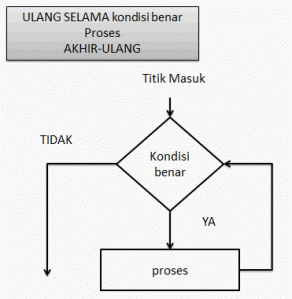 ULANG SELAMA kondisi benar
Proses
AKHIR-ULANG
Titik Masuk
TIDAK
Kondisi
benar
YA
proses